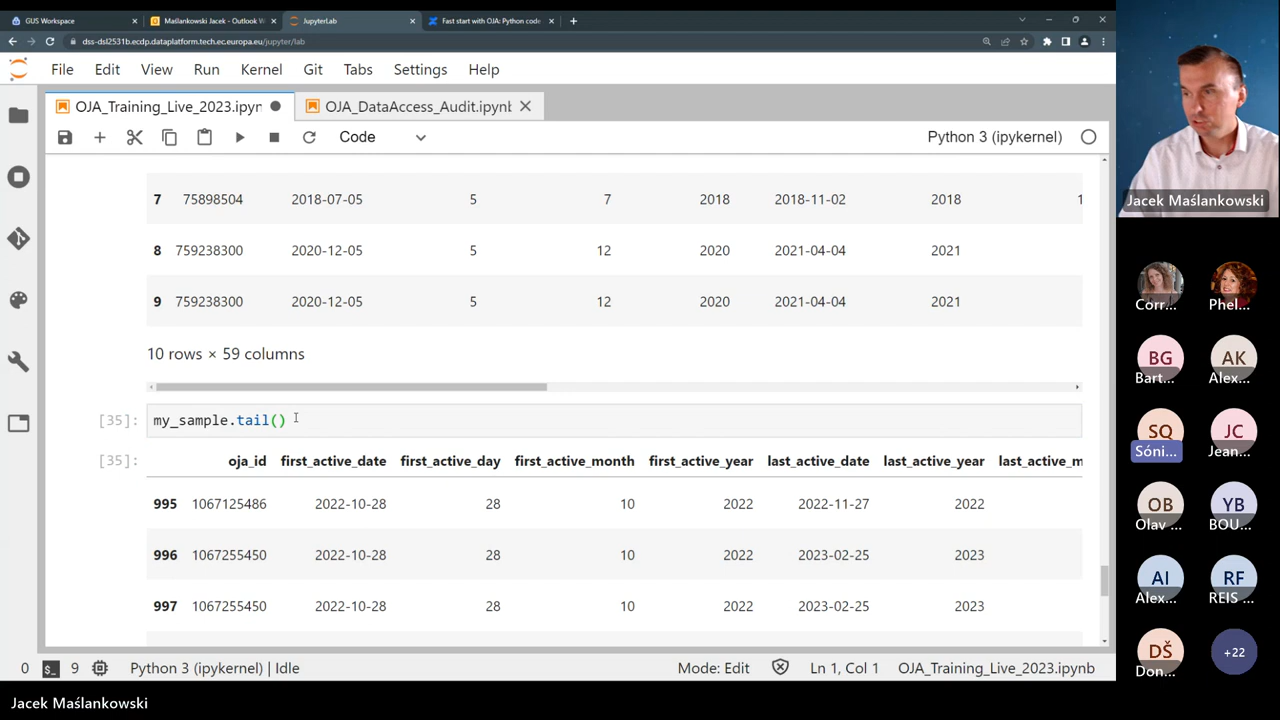 GUS Workspace
Maślankowski Jacek - Outlook W
JupyterLab
Fast start with OJA: Python code
dss-dsl2531b.ecdp.dataplatform.tech.ec.europa.eu/jupyter/lab
File Edit View Run Kernel Git Tabs Settings Help
OJA_Training_Live_2023.ipyn
OJA_DataAccess_Audit.ipynb
Code
Python 3 (ipykernel)
7 75898504 2018-07-05 5 7 2018 2018-11-02 2018 1
8 759238300 2020-12-05 5 12 2020 2021-04-04 2021
9 759238300 2020-12-05 5 12 2020 2021-04-04 2021
10 rows × 59 columns
[35]: my_sample.tail()
[35]: oja_id first_active_date first_active_day first_active_month first_active_year last_active_date last_active_year last_active_m
995 1067125486 2022-10-28 28 10 2022 2022-11-27 2022
996 1067255450 2022-10-28 28 10 2022 2023-02-25 2023
997 1067255450 2022-10-28 28 10 2022 2023-02-25 2023
0 $_ 9 Python 3 (ipykernel) | Idle Mode: Edit Ln 1, Col 1 OJA_Training_Live_2023.ipynb
Jacek Maślankowski
Jacek Maślankowski
Corr... Phel...
BG AK
Bart... Alex...
SQ JC
Sóni... Jean...
OB YB
Olav ... BOU...
AI RF
Alex... REIS ...
DŠ +22
Don...